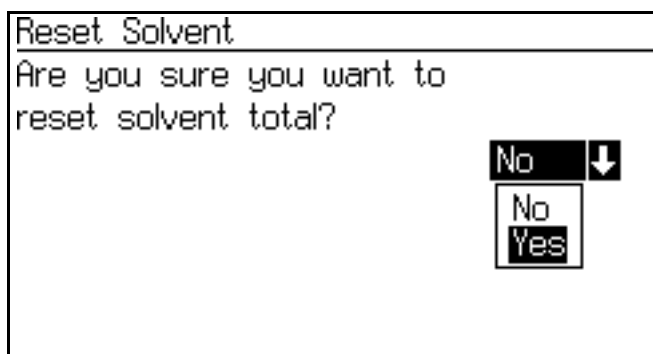 Reset Solvent
Are you sure you want to
reset solvent total?
No
No
Yes